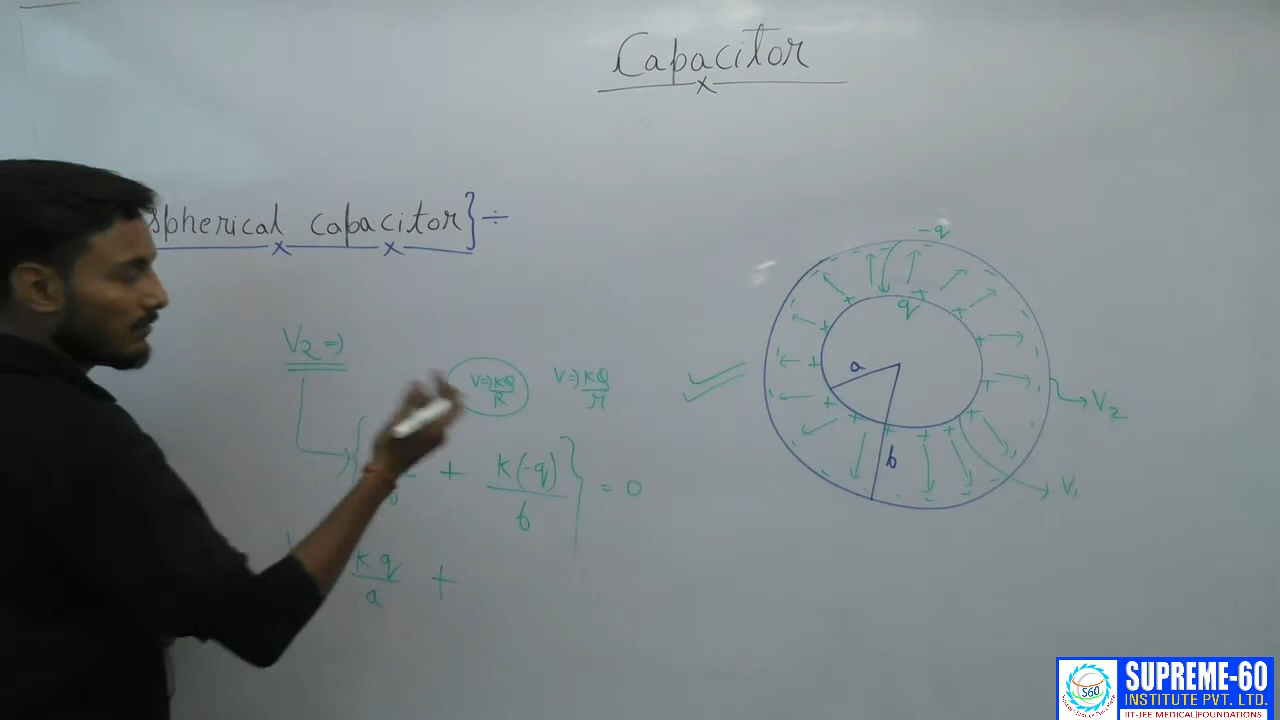 Capacitor
spherical capacitor} ÷
V2 ⇒
V ⇒ KQ/R
V ⇒ KQ/r
+ K(-q)/b } = 0
Kq/a +
-q
q
a
b
V2
V1
S60
SUPREME-60
INSTITUTE PVT. LTD.
IIT-JEE|MEDICAL|FOUNDATIONS